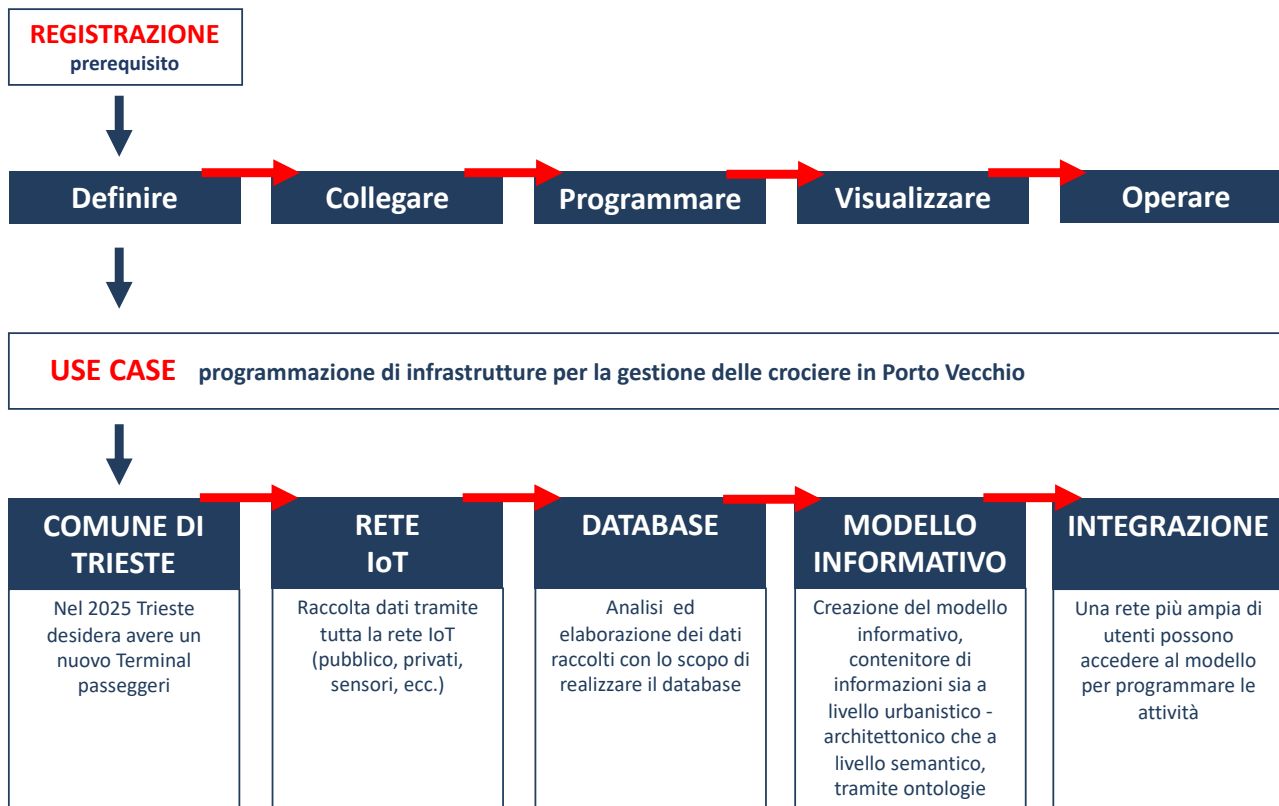 REGISTRAZIONE
prerequisito
Definire
Collegare
Programmare
Visualizzare
Operare
USE CASE programmazione di infrastrutture per la gestione delle crociere in Porto Vecchio
COMUNE DI
TRIESTE
Nel 2025 Trieste
desidera avere un
nuovo Terminal
passeggeri
RETE
IoT
Raccolta dati tramite
tutta la rete IoT
(pubblico, privati,
sensori, ecc.)
DATABASE
Analisi ed
elaborazione dei dati
raccolti con lo scopo di
realizzare il database
MODELLO
INFORMATIVO
Creazione del modello
informativo,
contenitore di
informazioni sia a
livello urbanistico -
architettonico che a
livello semantico,
tramite ontologie
INTEGRAZIONE
Una rete più ampia di
utenti possono
accedere al modello
per programmare le
attività